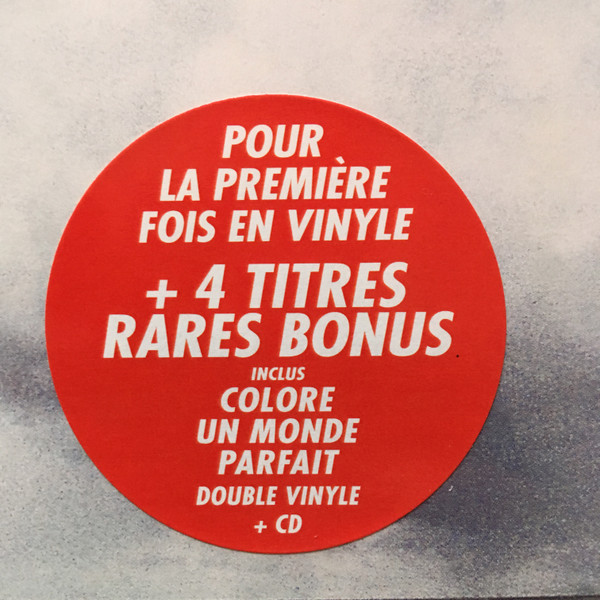 POUR
LA PREMIÈRE
FOIS EN VINYLE
+ 4 TITRES
RARES BONUS
INCLUS
COLORE
UN MONDE
PARFAIT
DOUBLE VINYLE
+ CD